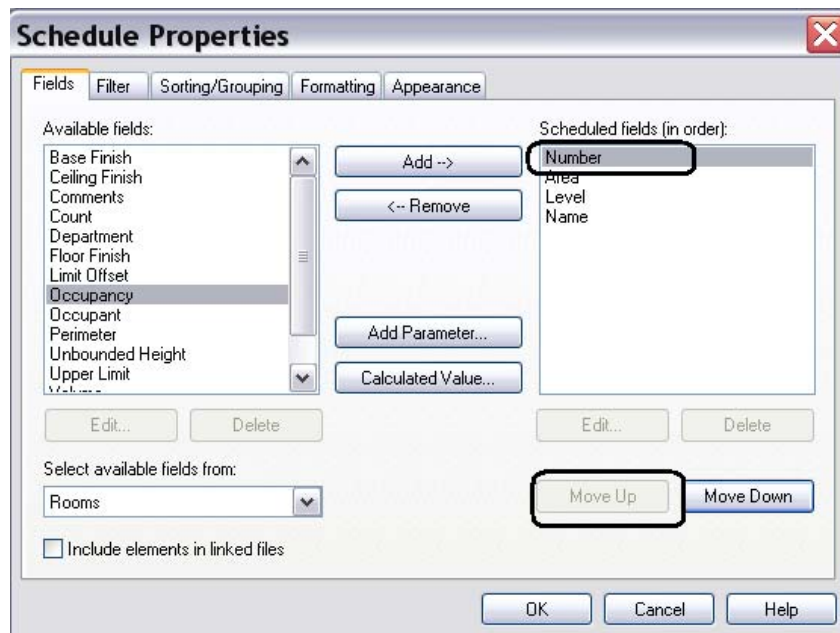 Schedule Properties
Fields
Filter
Sorting/Grouping
Formatting
Appearance
Available fields:
Base Finish
Ceiling Finish
Comments
Count
Department
Floor Finish
Limit Offset
Occupancy
Occupant
Perimeter
Unbounded Height
Upper Limit
Add -->
<-- Remove
Add Parameter...
Calculated Value...
Scheduled fields (in order):
Number
Area
Level
Name
Edit...
Delete
Edit...
Delete
Select available fields from:
Rooms
Move Up
Move Down
Include elements in linked files
OK
Cancel
Help